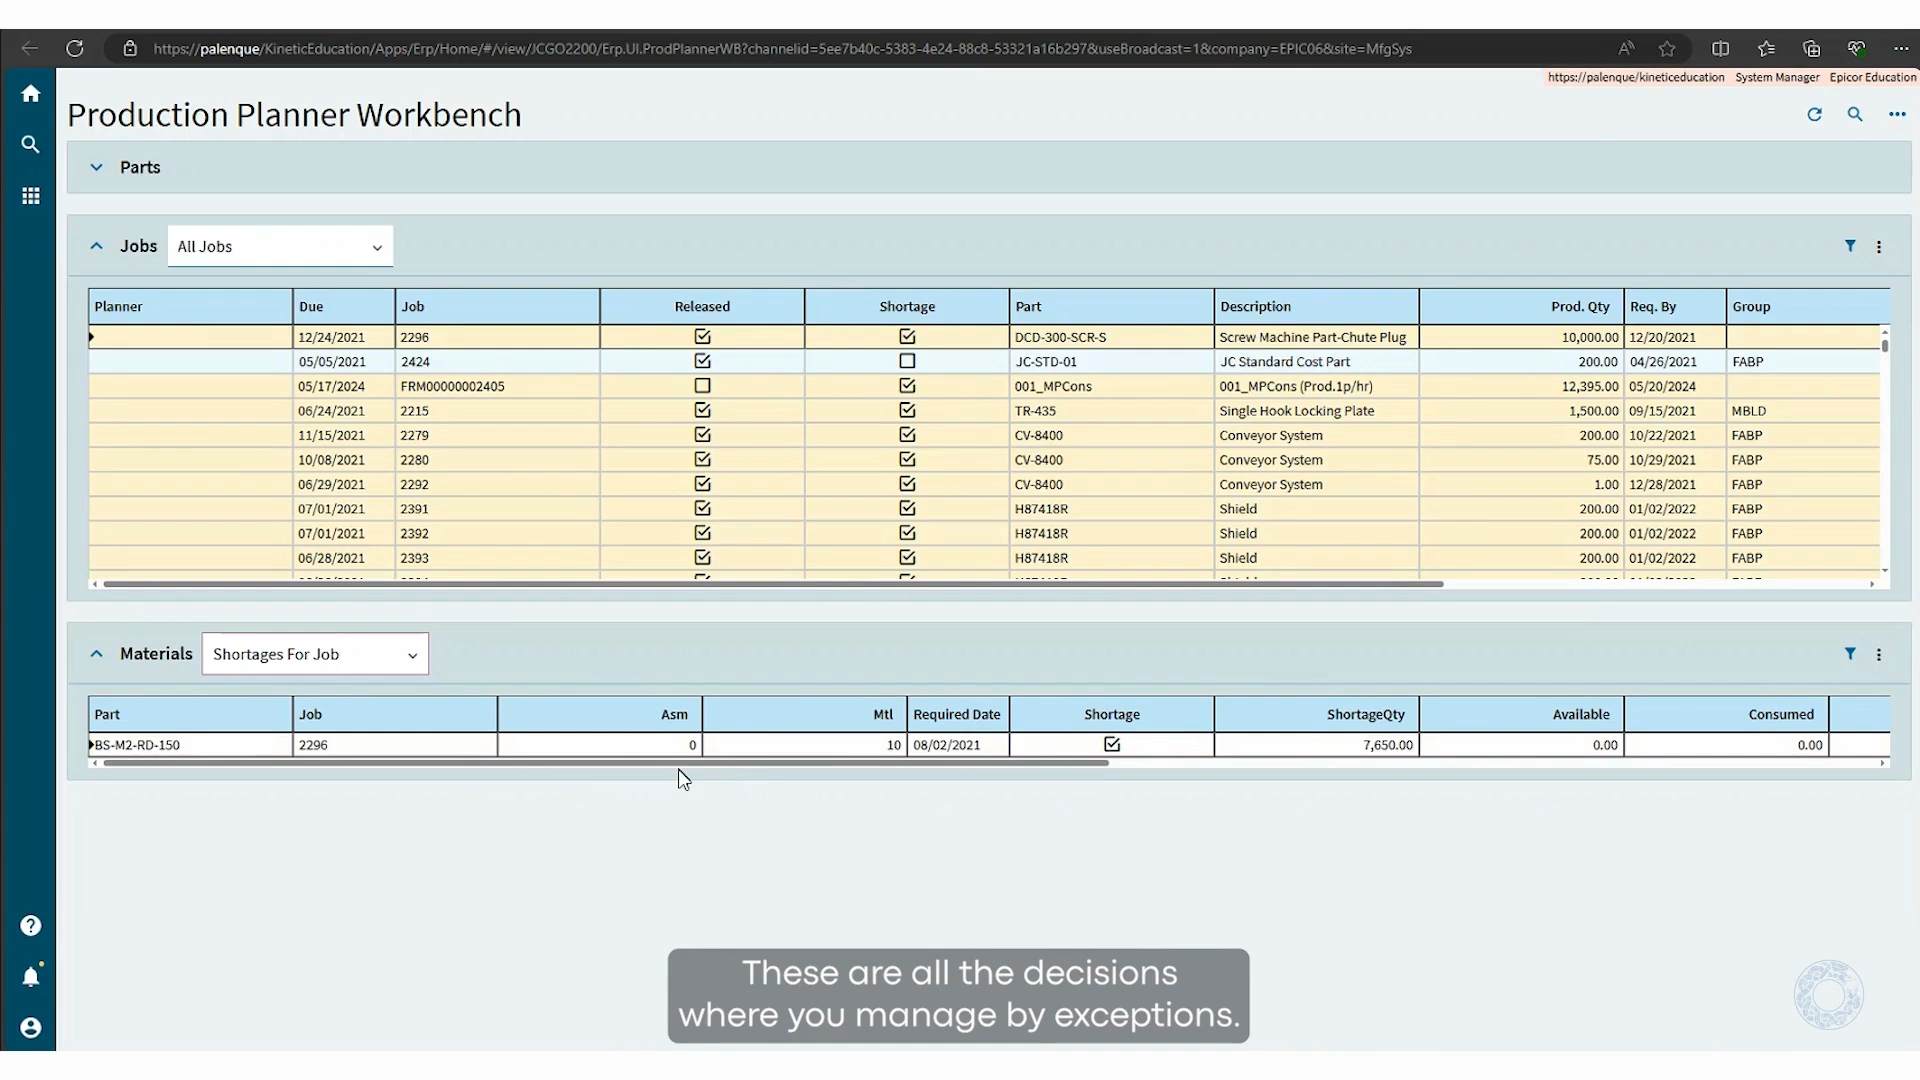 https://palenque/KineticEducation/Apps/Erp/Home/#/view/JCGO2200/Erp.UI.ProdPlannerWB?channelid=5ee7b40c-5383-4e24-88c8-53321a16b297&useBroadcast=1&company=EPIC06&site=MfgSys
https://palenque/kineticeducation System Manager Epicor Education
Production Planner Workbench
Parts
Jobs All Jobs
Planner Due Job Released Shortage Part Description Prod. Qty Req. By Group
12/24/2021 2296 DCD-300-SCR-S Screw Machine Part-Chute Plug 10,000.00 12/20/2021
05/05/2021 2424 JC-STD-01 JC Standard Cost Part 200.00 04/26/2021 FABP
05/17/2024 FRM00000002405 001_MPCons 001_MPCons (Prod.1p/hr) 12,395.00 05/20/2024
06/24/2021 2215 TR-435 Single Hook Locking Plate 1,500.00 09/15/2021 MBLD
11/15/2021 2279 CV-8400 Conveyor System 200.00 10/22/2021 FABP
10/08/2021 2280 CV-8400 Conveyor System 75.00 10/29/2021 FABP
06/29/2021 2292 CV-8400 Conveyor System 1.00 12/28/2021 FABP
07/01/2021 2391 H87418R Shield 200.00 01/02/2022 FABP
07/01/2021 2392 H87418R Shield 200.00 01/02/2022 FABP
06/28/2021 2393 H87418R Shield 200.00 01/02/2022 FABP
Materials Shortages For Job
Part Job Asm Mtl Required Date Shortage ShortageQty Available Consumed
BS-M2-RD-150 2296 0 10 08/02/2021 7,650.00 0.00 0.00
These are all the decisions
where you manage by exceptions.